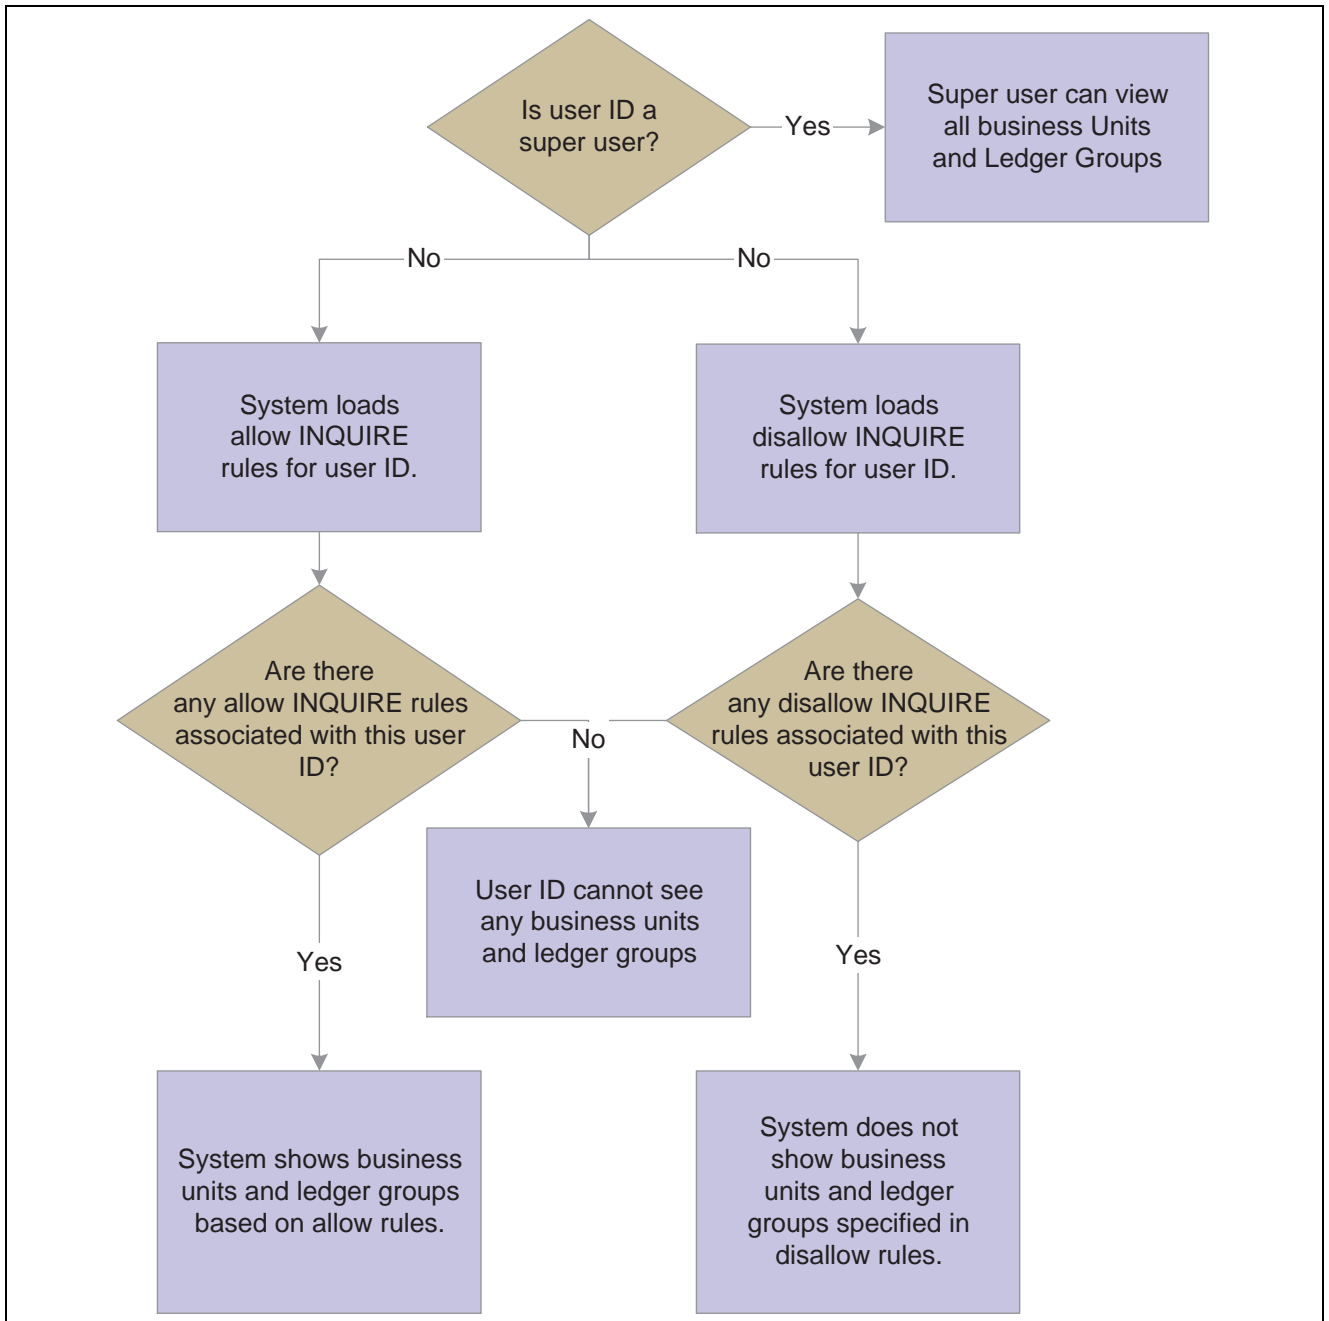 Is user ID a
super user?
Yes
Super user can view
all business Units
and Ledger Groups
No
No
System loads
allow INQUIRE
rules for user ID.
System loads
disallow INQUIRE
rules for user ID.
Are there
any allow INQUIRE rules
associated with this user
ID?
No
Are there
any disallow INQUIRE
rules associated with this
user ID?
User ID cannot see
any business units
and ledger groups
Yes
Yes
System shows business
units and ledger groups
based on allow rules.
System does not
show business
units and ledger
groups specified in
disallow rules.